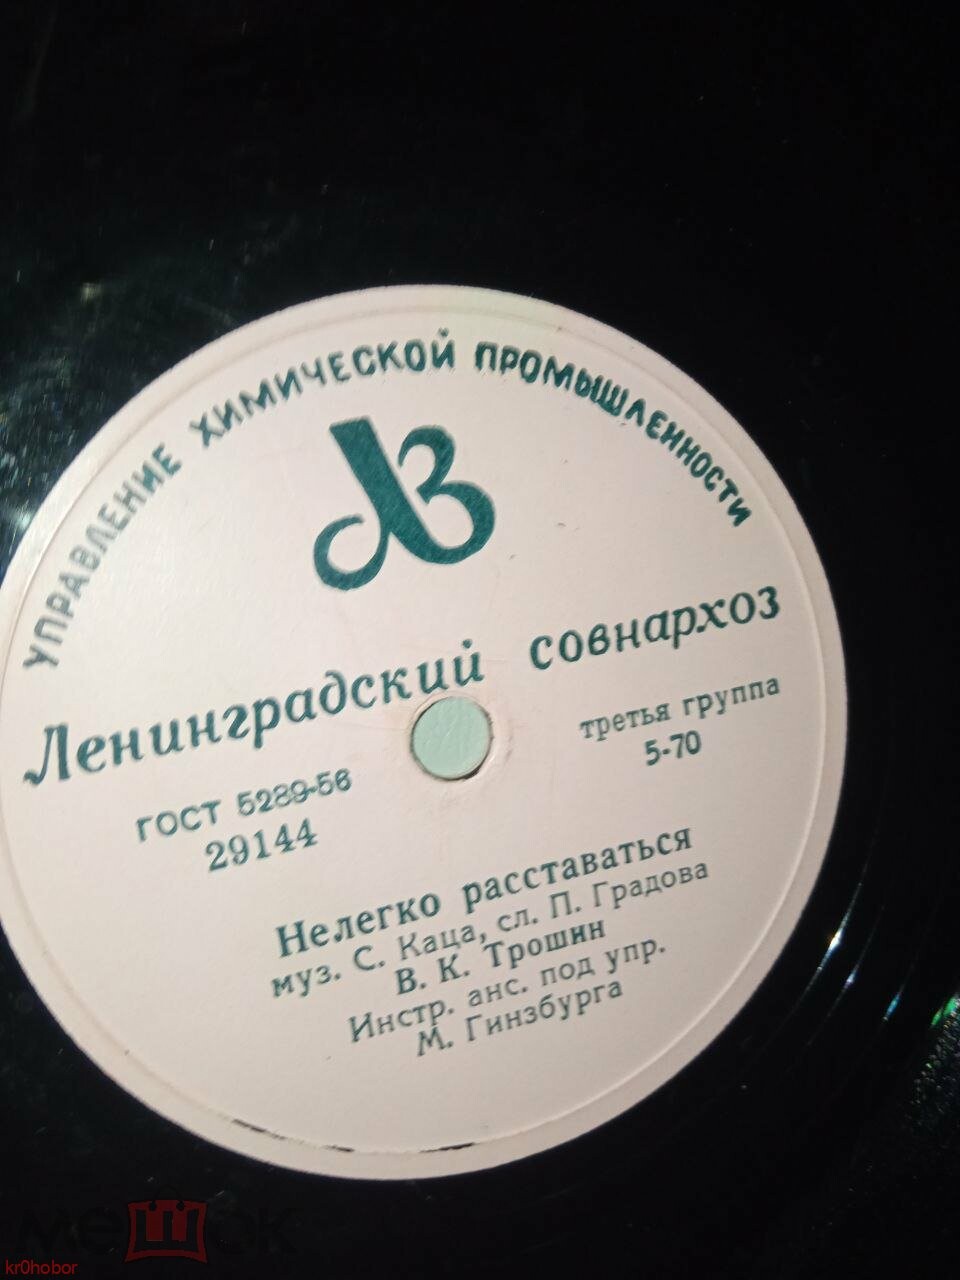 УПРАВЛЕНИЕ ХИМИЧЕСКОЙ ПРОМЫШЛЕННОСТИ
ЛЗ
Ленинградский совнархоз
ГОСТ 5289-56
29144
третья группа
5-70
Нелегко расставаться
муз. С. Каца, сл. П. Градова
В. К. Трошин
Инстр. анс. под упр.
М. Гинзбурга
мешок
kr0hobor